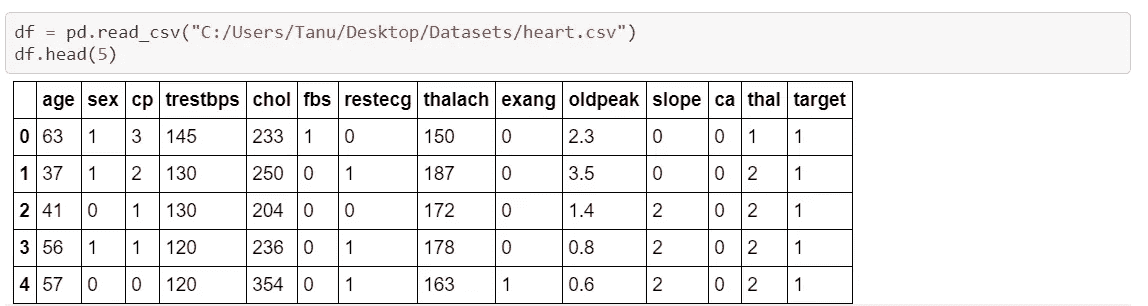 df = pd.read_csv("C:/Users/Tanu/Desktop/Datasets/heart.csv")
df.head(5)
age sex cp trestbps chol fbs restecg thalach exang oldpeak slope ca thal target
0 63 1 3 145 233 1 0 150 0 2.3 0 0 1 1
1 37 1 2 130 250 0 1 187 0 3.5 0 0 2 1
2 41 0 1 130 204 0 0 172 0 1.4 2 0 2 1
3 56 1 1 120 236 0 1 178 0 0.8 2 0 2 1
4 57 0 0 120 354 0 1 163 1 0.6 2 0 2 1